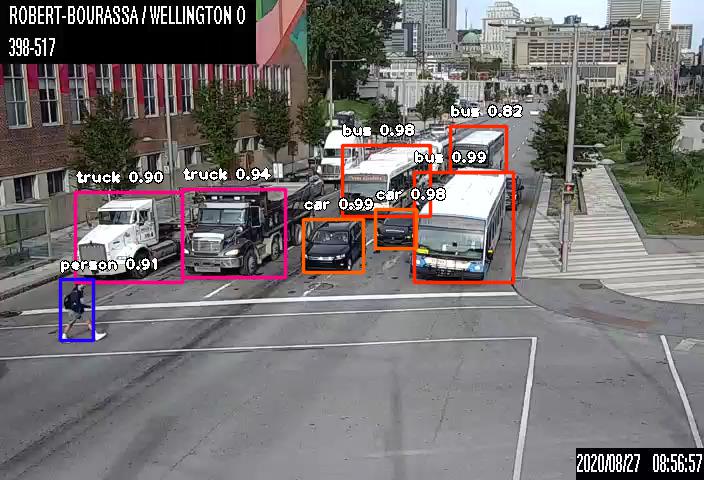 ROBERT-BOURASSA / WELLINGTON O
398-517
bus 0.82
bus 0.98
bus 0.99
truck 0.90
truck 0.94
car 0.98
car 0.99
person 0.91
2020/08/27 08:56:57